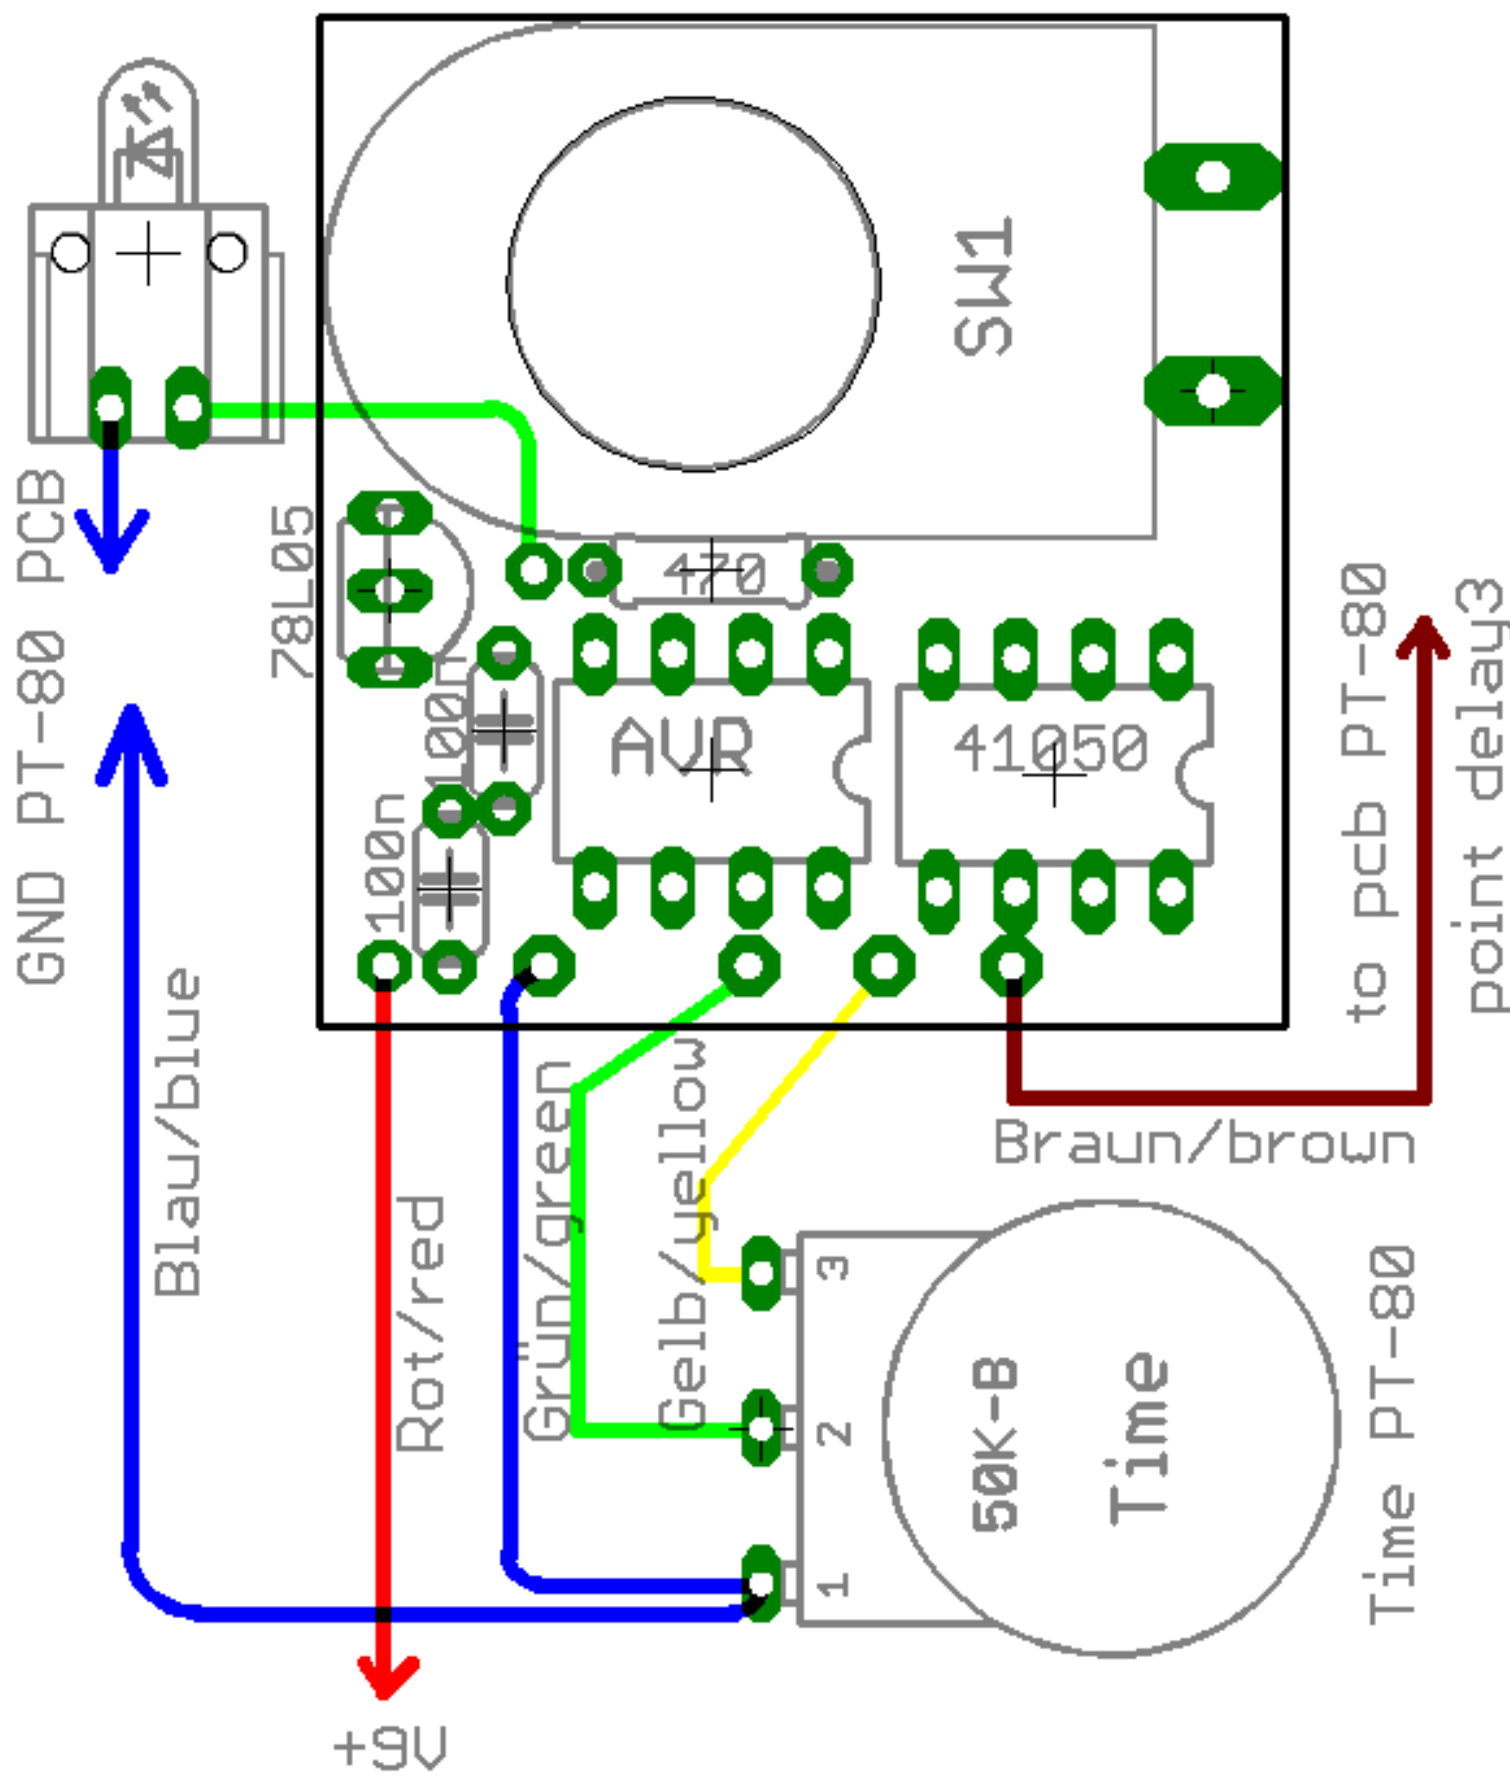 SW1
GND PT-80 PCB
78L05
470
100n
100n
AVR
41050
to pcb PT-80
point delay3
Blau/blue
Rot/red
Grün/green
Gelb/yellow
Braun/brown
3
2
1
50K-B
Time
Time PT-80
+9V